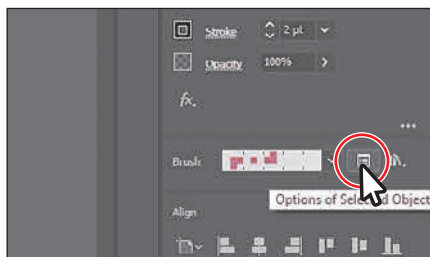 Stroke 2 pt
Opacity 100%
fx.
Brush
Options of Selected Object
Align